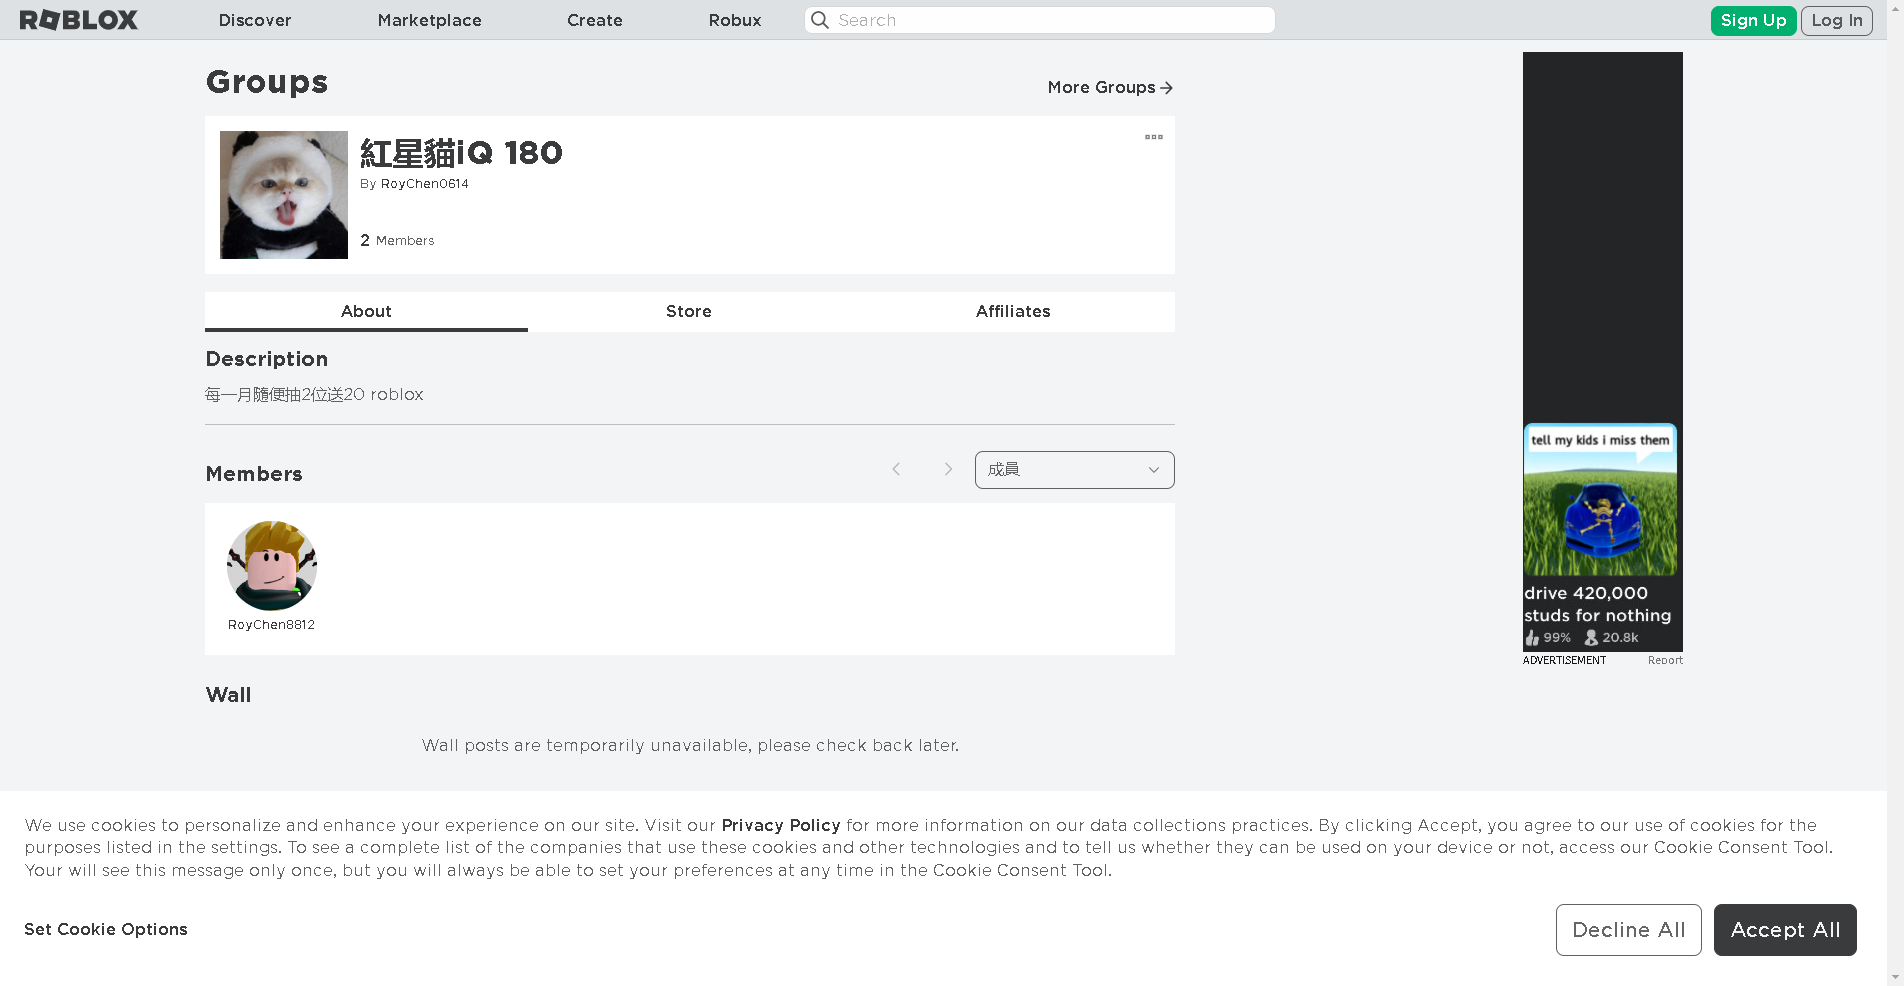 ROBLOX
Discover
Marketplace
Create
Robux
Search
Sign Up
Log In
Groups
More Groups
紅星貓iQ 180
By RoyChen0614
2 Members
About
Store
Affiliates
Description
每一月隨便抽2位送20 roblox
Members
成員
RoyChen8812
Wall
Wall posts are temporarily unavailable, please check back later.
tell my kids i miss them
drive 420,000
studs for nothing
99% 20.8k
ADVERTISEMENT
Report
We use cookies to personalize and enhance your experience on our site. Visit our Privacy Policy for more information on our data collections practices. By clicking Accept, you agree to our use of cookies for the
purposes listed in the settings. To see a complete list of the companies that use these cookies and other technologies and to tell us whether they can be used on your device or not, access our Cookie Consent Tool.
Your will see this message only once, but you will always be able to set your preferences at any time in the Cookie Consent Tool.
Set Cookie Options
Decline All
Accept All